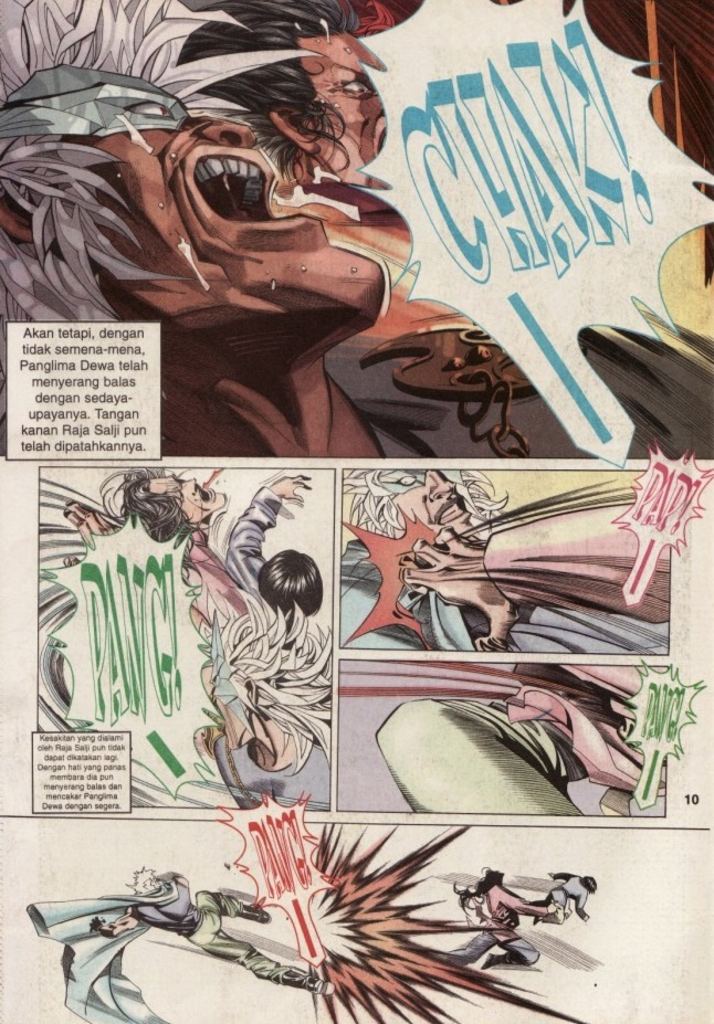 CHAK!
Akan tetapi, dengan
tidak semena-mena,
Panglima Dewa telah
menyerang balas
dengan sedaya-
upayanya. Tangan
kanan Raja Salji pun
telah dipatahkannya.
PANG!
PAP!
Kesakitan yang dialami
oleh Raja Salji puh tidak
dapat dikatakan lagi.
Dengan hati yang panas
membara dia pun
menyerang balas dan
mencakar Panglima
Dewa dengan segera.
PANG!
10
PANG!